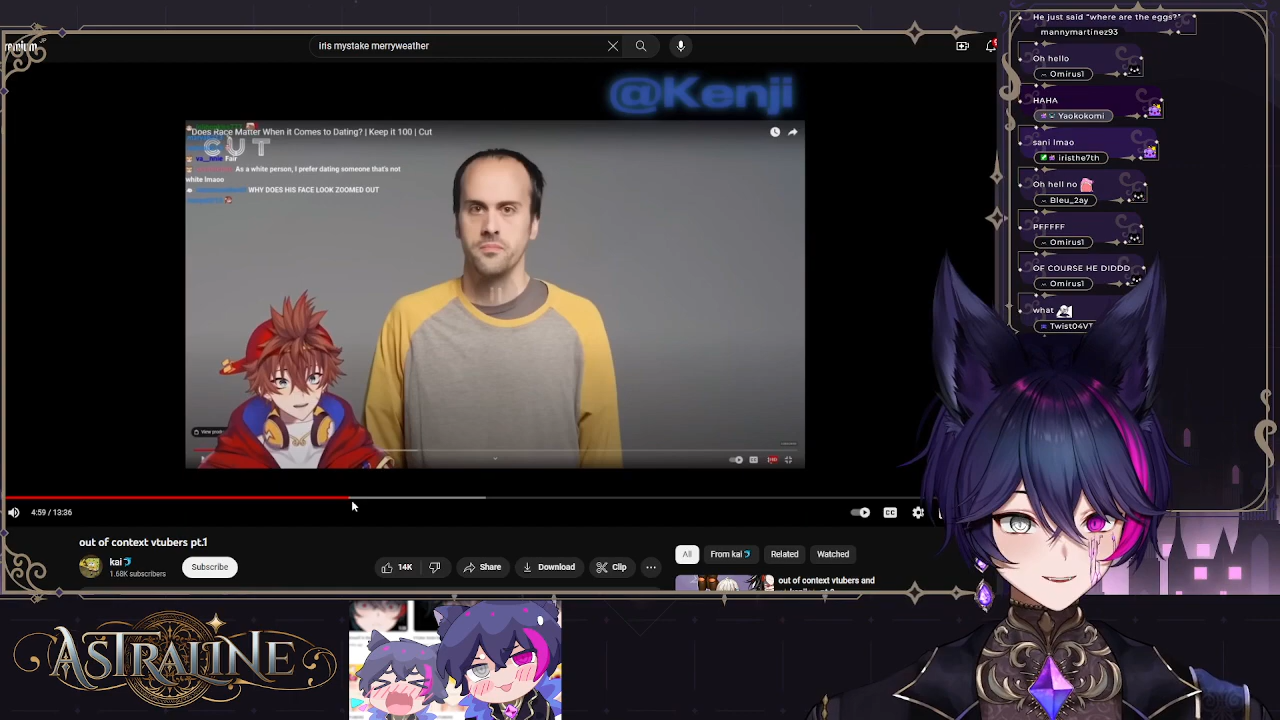 iris mystake merryweather
@Kenji
Does Race Matter When it Comes to Dating? | Keep it 100 | Cut
CUT
Fair
As a white person, I prefer dating someone that's not
white lmaoo
WHY DOES HIS FACE LOOK ZOOMED OUT
4:59 / 13:36
CC
out of context vtubers pt.1
kai
1.68K subscribers
Subscribe
14K
Share
Download
Clip
All
From kai
Related
Watched
out of context vtubers and
ASTRALINE
He just said "where are the eggs?"
mannymartinez93
Oh hello
Omirus1
HAHA
Yaokokomi
sani lmao
iristhe7th
Oh hell no
Bleu_2ay
PFFFFF
Omirus1
OF COURSE HE DIDDD
Omirus1
what
Twist04VT